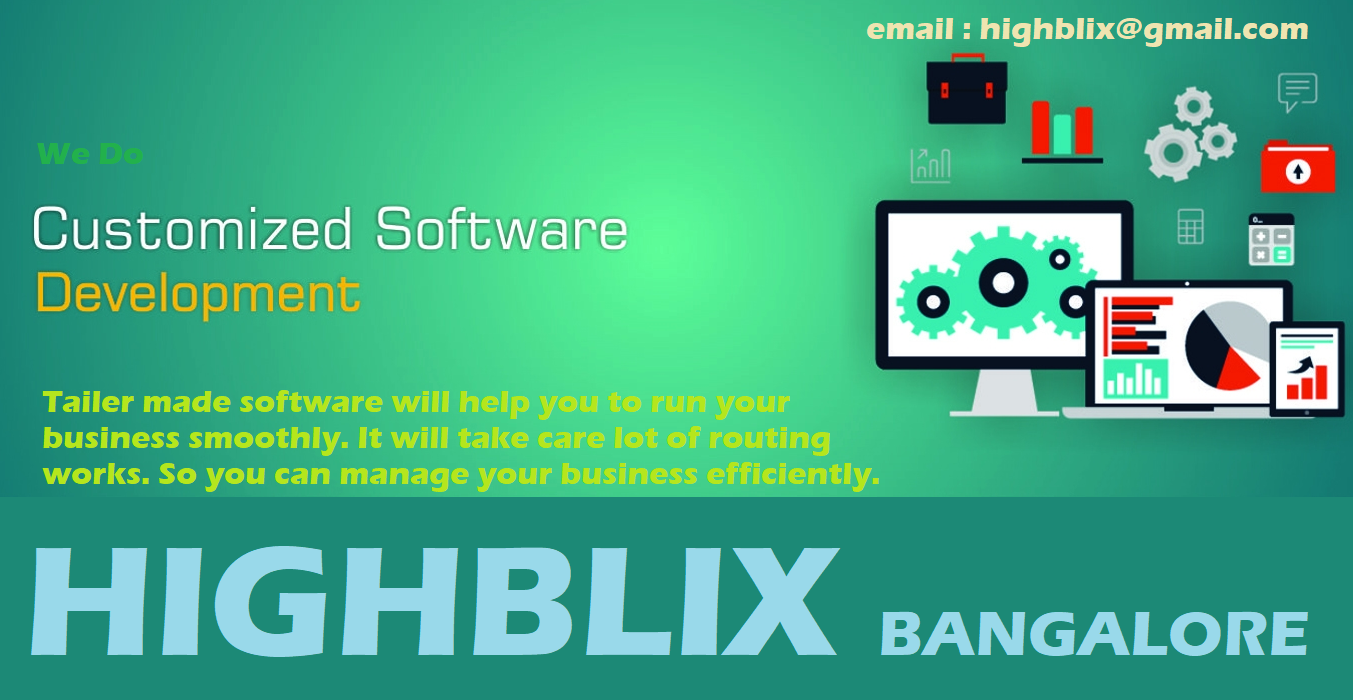 email : highblix@gmail.com
We Do
Customized Software
Development
Tailer made software will help you to run your
business smoothly. It will take care lot of routing
works. So you can manage your business efficiently.
HIGHBLIX BANGALORE